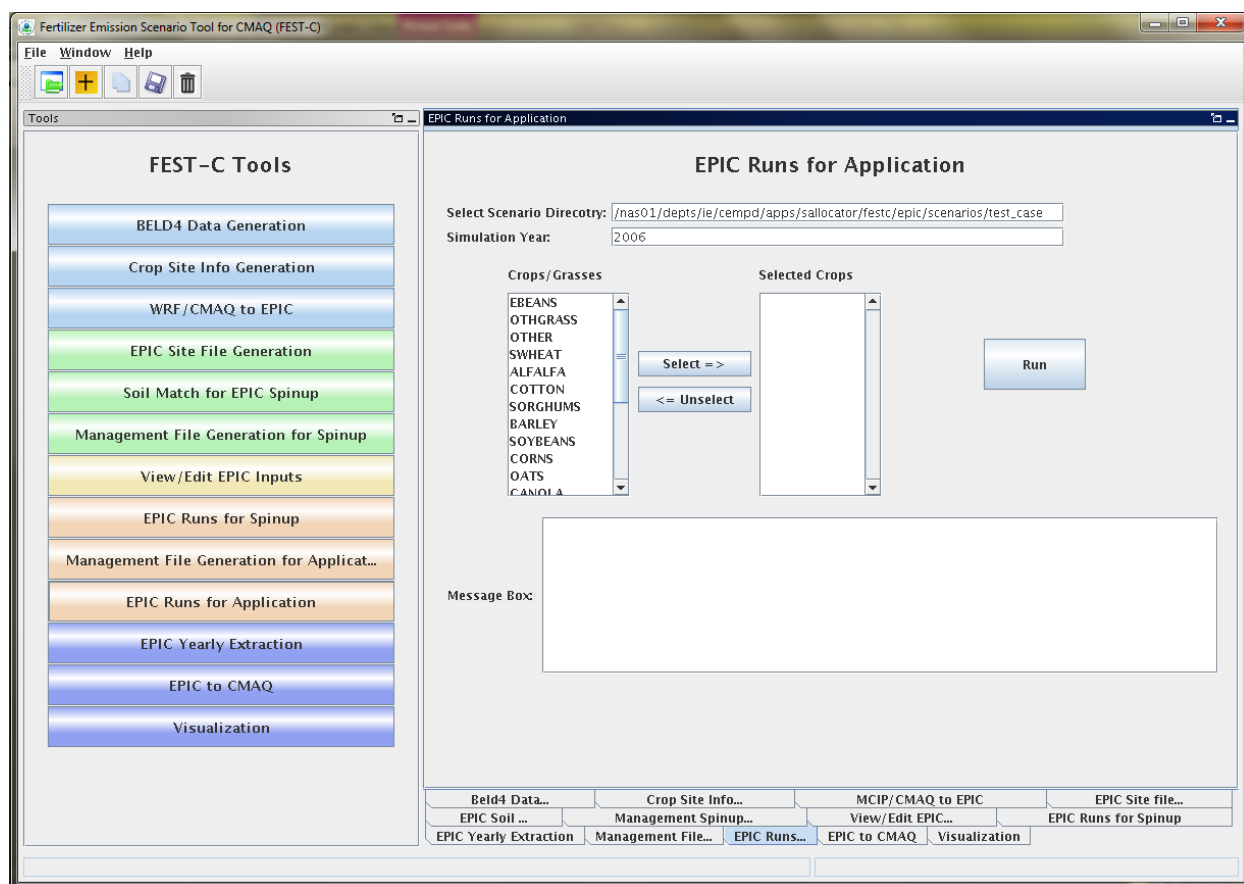 Fertilizer Emission Scenario Tool for CMAQ (FEST-C)
File Window Help
Tools
EPIC Runs for Application
FEST-C Tools
BELD4 Data Generation
Crop Site Info Generation
WRF/CMAQ to EPIC
EPIC Site File Generation
Soil Match for EPIC Spinup
Management File Generation for Spinup
View/Edit EPIC Inputs
EPIC Runs for Spinup
Management File Generation for Applicat...
EPIC Runs for Application
EPIC Yearly Extraction
EPIC to CMAQ
Visualization
EPIC Runs for Application
Select Scenario Direcotry: /nas01/depts/ie/cempd/apps/sallocator/festc/epic/scenarios/test_case
Simulation Year: 2006
Crops/Grasses
Selected Crops
EBEANS
OTHGRASS
OTHER
SWHEAT
ALFALFA
COTTON
SORGHUMS
BARLEY
SOYBEANS
CORNS
OATS
CANOLA
Select =>
<= Unselect
Run
Message Box:
Beld4 Data... Crop Site Info... MCIP/CMAQ to EPIC EPIC Site file...
EPIC Soil ... Management Spinup... View/Edit EPIC... EPIC Runs for Spinup
EPIC Yearly Extraction Management File... EPIC Runs... EPIC to CMAQ Visualization